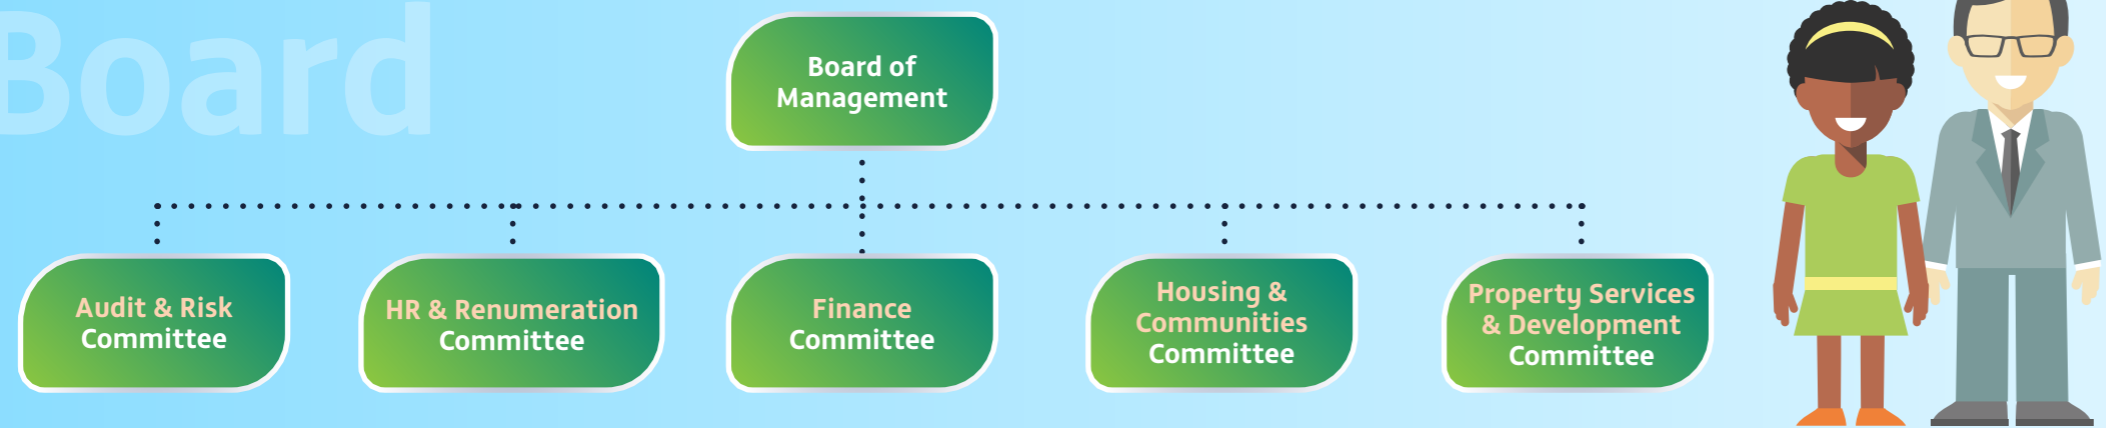 Board
Board of
Management
Audit & Risk
Committee
HR & Renumeration
Committee
Finance
Committee
Housing &
Communities
Committee
Property Services
& Development
Committee